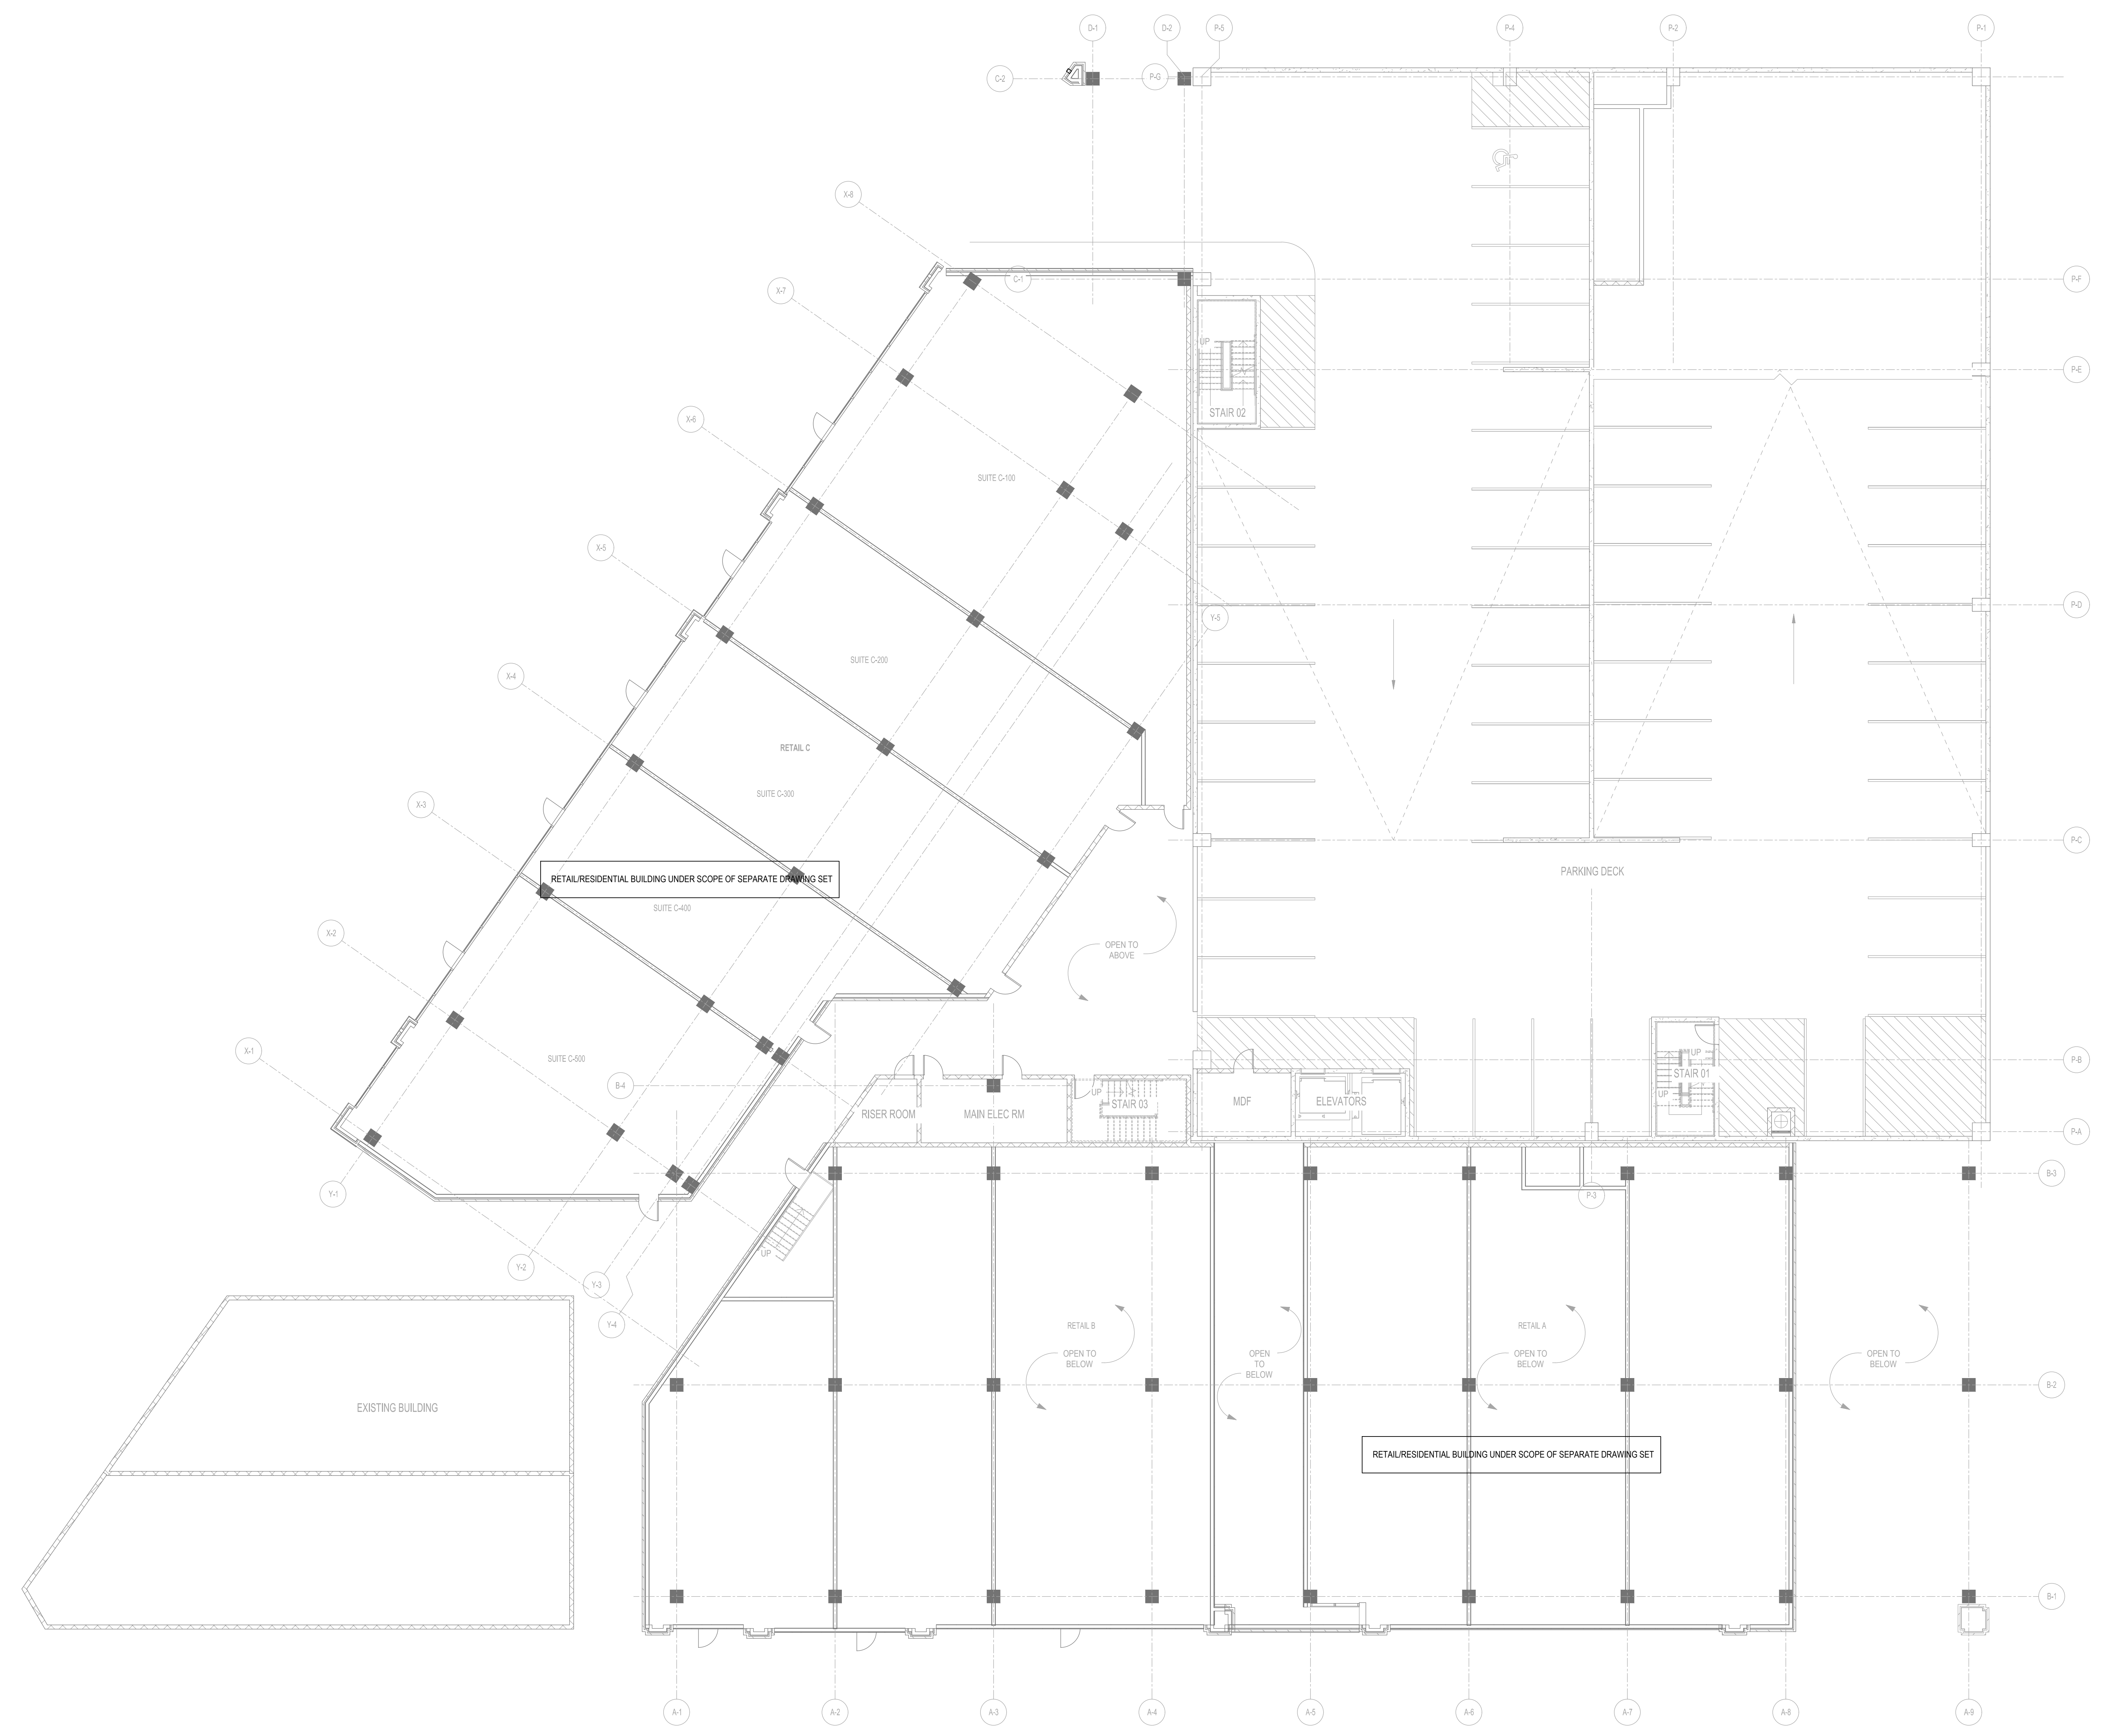 D-1
D-2
P-5
P-4
P-2
P-1
C-2
P-G
X-8
C-1
P-F
X-7
UP
P-E
STAIR 02
X-6
SUITE C-100
X-5
P-D
Y-5
SUITE C-200
X-4
RETAIL C
SUITE C-300
X-3
P-C
PARKING DECK
RETAIL/RESIDENTIAL BUILDING UNDER SCOPE OF SEPARATE DRAWING SET
SUITE C-400
X-2
OPEN TO
ABOVE
X-1
SUITE C-500
UP
P-B
STAIR 01
B-4
UP
UP
RISER ROOM
MAIN ELEC RM
STAIR 03
MDF
ELEVATORS
P-A
B-3
Y-1
P-3
UP
Y-2
Y-3
Y-4
RETAIL B
RETAIL A
OPEN TO
BELOW
OPEN
TO
BELOW
OPEN TO
BELOW
OPEN TO
BELOW
B-2
EXISTING BUILDING
RETAIL/RESIDENTIAL BUILDING UNDER SCOPE OF SEPARATE DRAWING SET
B-1
A-1
A-2
A-3
A-4
A-5
A-6
A-7
A-8
A-9